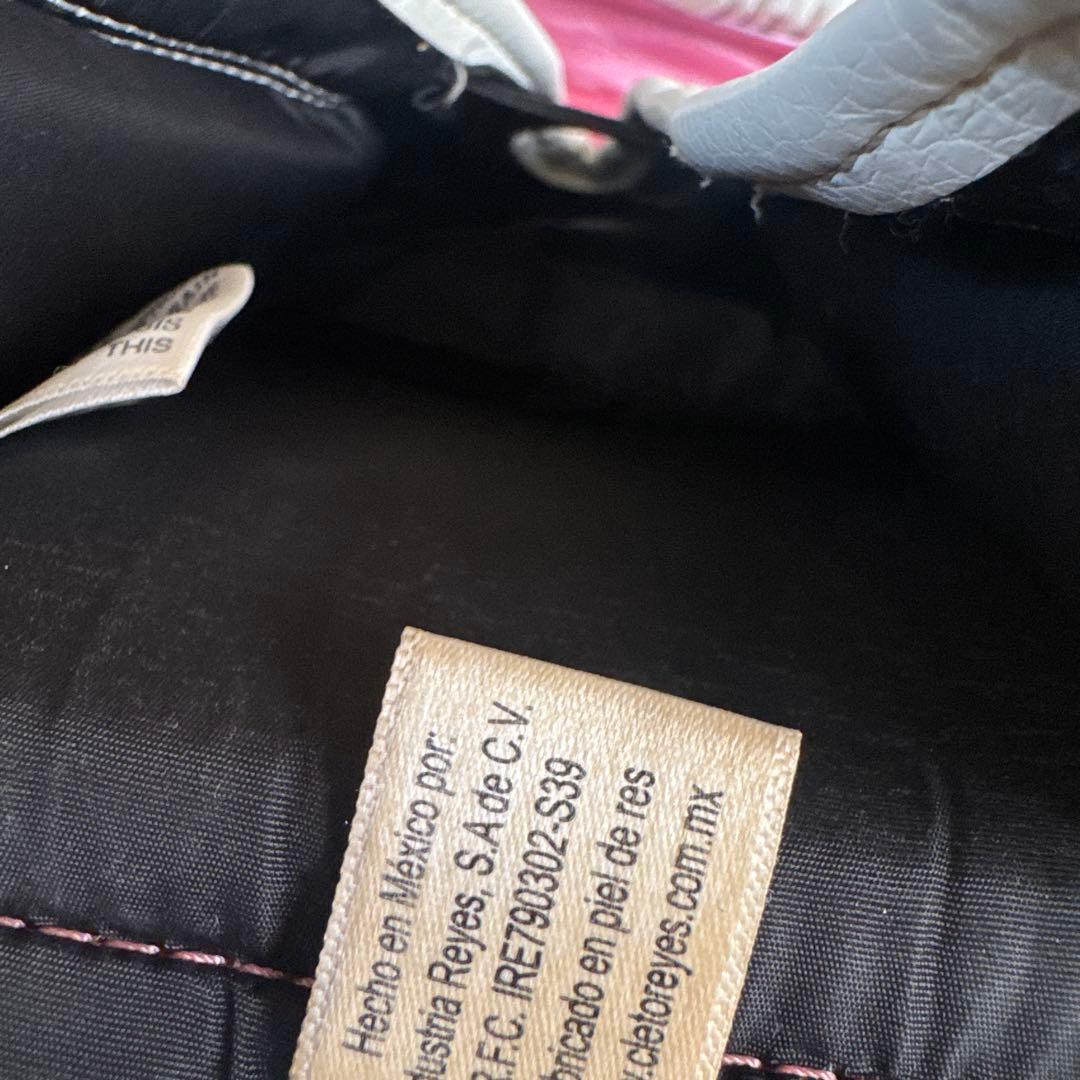 THIS
Hecho en México por:
dustria Reyes, S.A de C.V.
R.F.C. IRE790302-S39
bricado en piel de res
.cletoreyes.com.mx